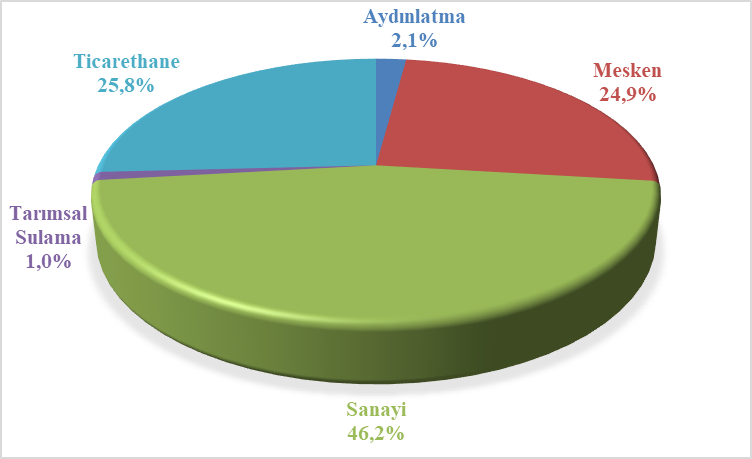 Aydınlatma
2,1%
Ticarethane
25,8%
Mesken
24,9%
Tarımsal
Sulama
1,0%
Sanayi
46,2%